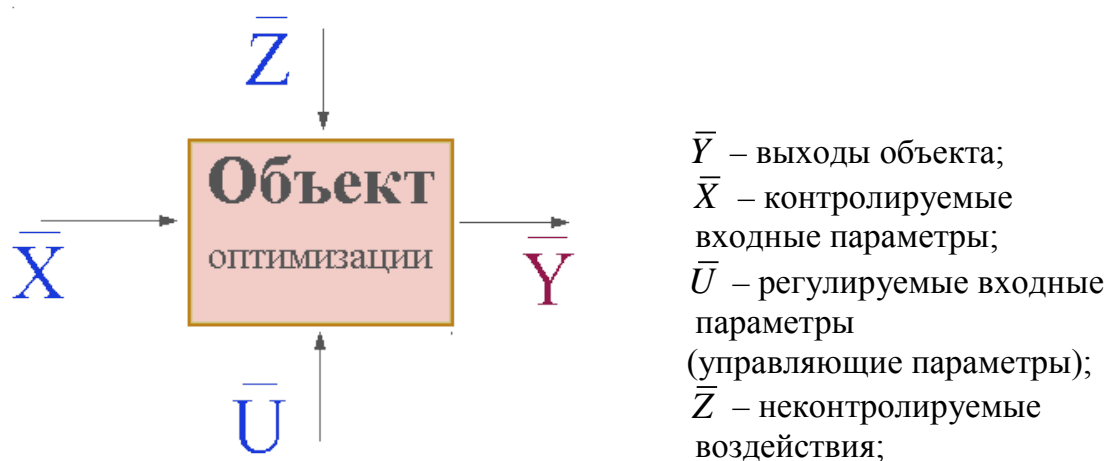 Z̅
Объект
оптимизации
X̅
Y̅
U̅
Y̅ – выходы объекта;
X̅ – контролируемые
входные параметры;
U̅ – регулируемые входные
параметры
(управляющие параметры);
Z̅ – неконтролируемые
воздействия;